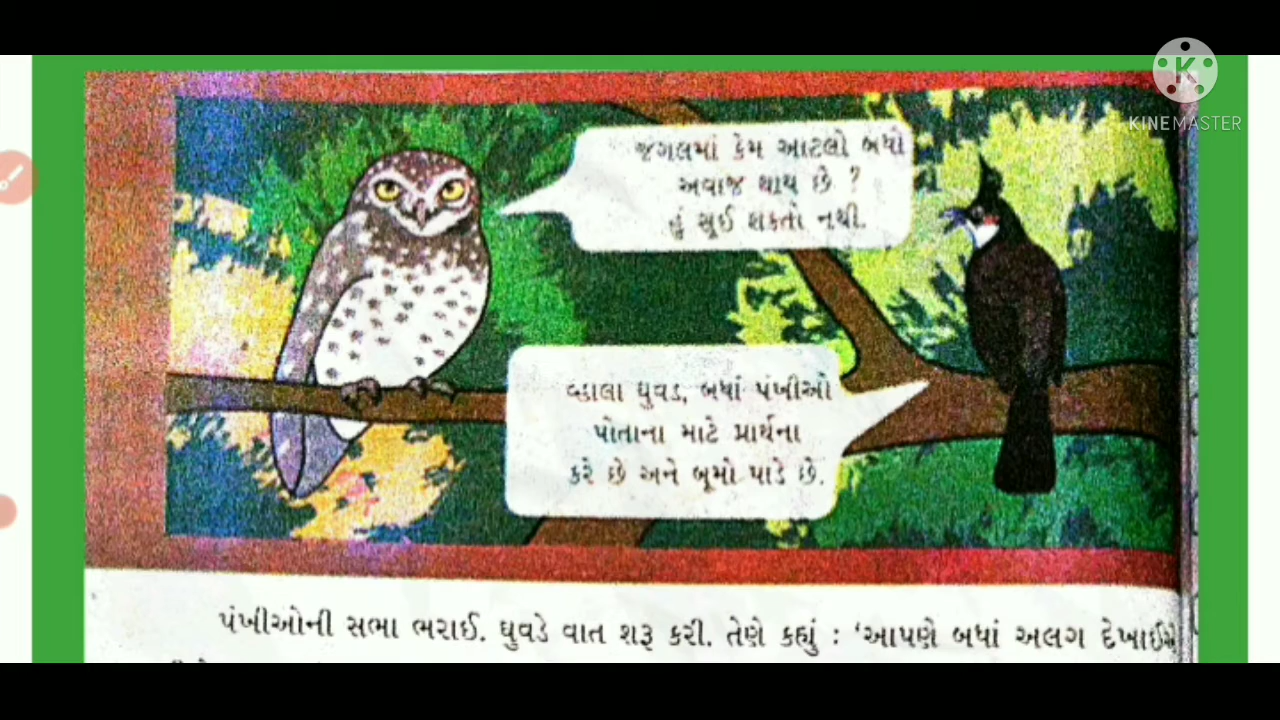 જંગલમાં કેમ આટલો બધો
અવાજ થાય છે ?
હું સૂઈ શકતો નથી.
વ્હાલા ઘુવડ, બધાં પંખીઓ
પોતાના માટે પ્રાર્થના
કરે છે અને બૂમો પાડે છે.
પંખીઓની સભા ભરાઈ. ઘુવડે વાત શરૂ કરી. તેણે કહ્યું : ‘આપણે બધાં અલગ દેખાઈએ
KINEMASTER